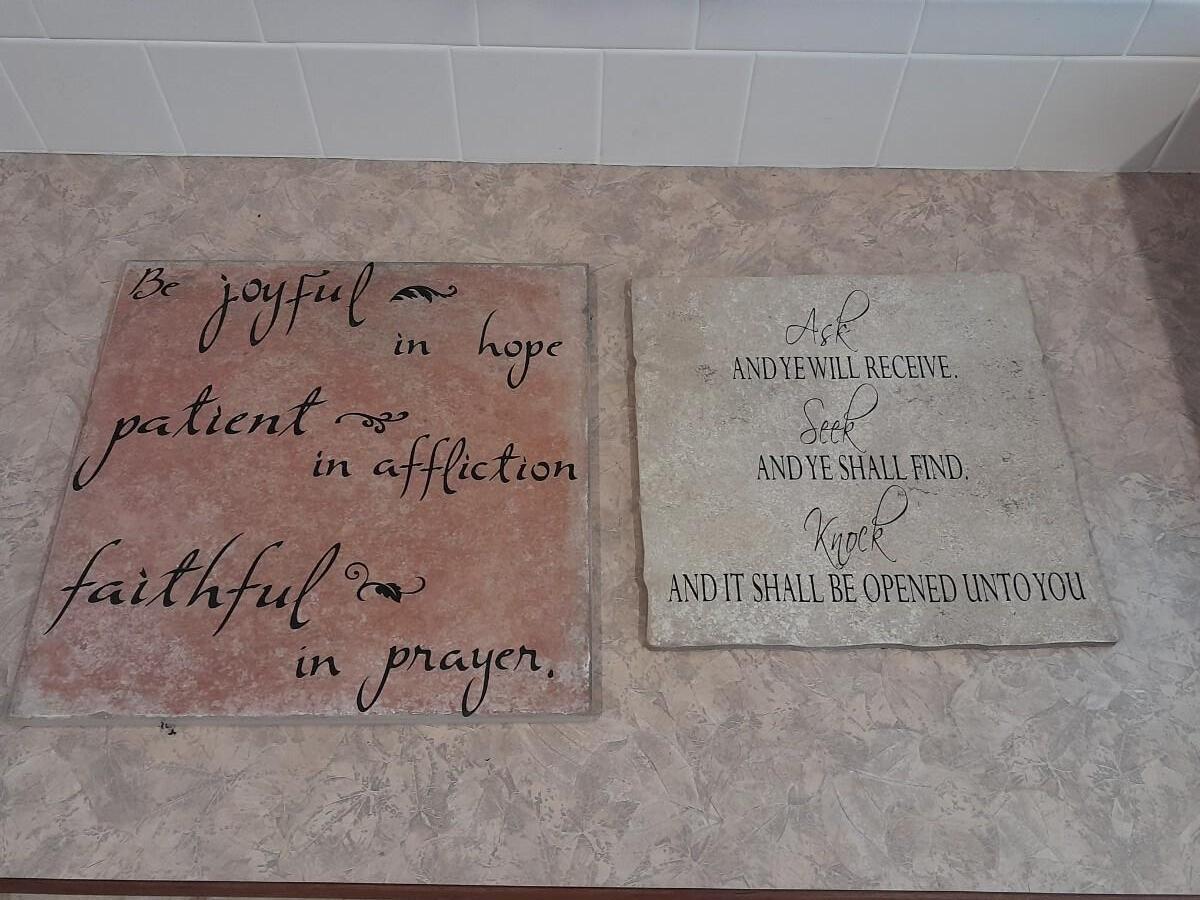 Be joyful
in hope
patient
in affliction
faithful
in prayer.
Ask
AND YE WILL RECEIVE.
Seek
AND YE SHALL FIND.
Knock
AND IT SHALL BE OPENED UNTO YOU